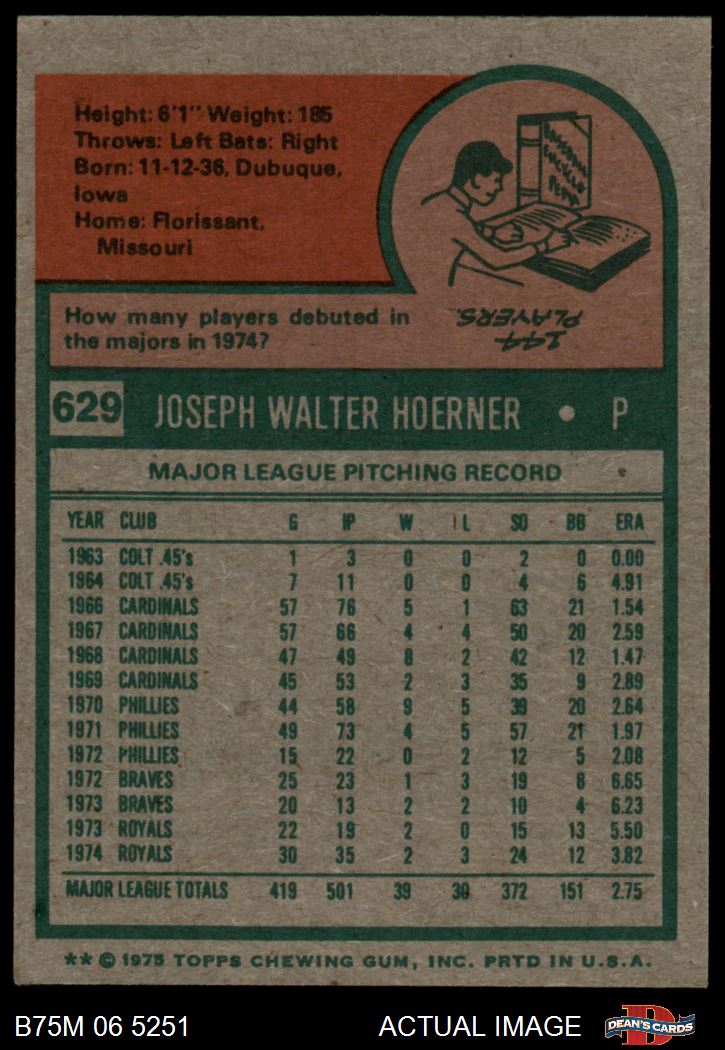 Height: 6'1" Weight: 185
Throws: Left Bats: Right
Born: 11-12-36, Dubuque,
Iowa
Home: Florissant,
Missouri
BASEBALL
ENCYCLO
PEDIA
How many players debuted in
the majors in 1974?
144
PLAYERS.
629 JOSEPH WALTER HOERNER • P
MAJOR LEAGUE PITCHING RECORD
YEAR CLUB G IP W L SO BB ERA
1963 COLT .45's 1 3 0 0 2 0 0.00
1964 COLT .45's 7 11 0 0 4 6 4.91
1966 CARDINALS 57 76 5 1 63 21 1.54
1967 CARDINALS 57 66 4 4 50 20 2.59
1968 CARDINALS 47 49 8 2 42 12 1.47
1969 CARDINALS 45 53 2 3 35 9 2.89
1970 PHILLIES 44 58 9 5 39 20 2.64
1971 PHILLIES 49 73 4 5 57 21 1.97
1972 PHILLIES 15 22 0 2 12 5 2.08
1972 BRAVES 25 23 1 3 19 8 6.65
1973 BRAVES 20 13 2 2 10 4 6.23
1973 ROYALS 22 19 2 0 15 13 5.50
1974 ROYALS 30 35 2 3 24 12 3.82
MAJOR LEAGUE TOTALS 419 501 39 30 372 151 2.75
** © 1975 TOPPS CHEWING GUM, INC. PRTD IN U.S.A.
B75M 06 5251 ACTUAL IMAGE
DEAN'S CARDS